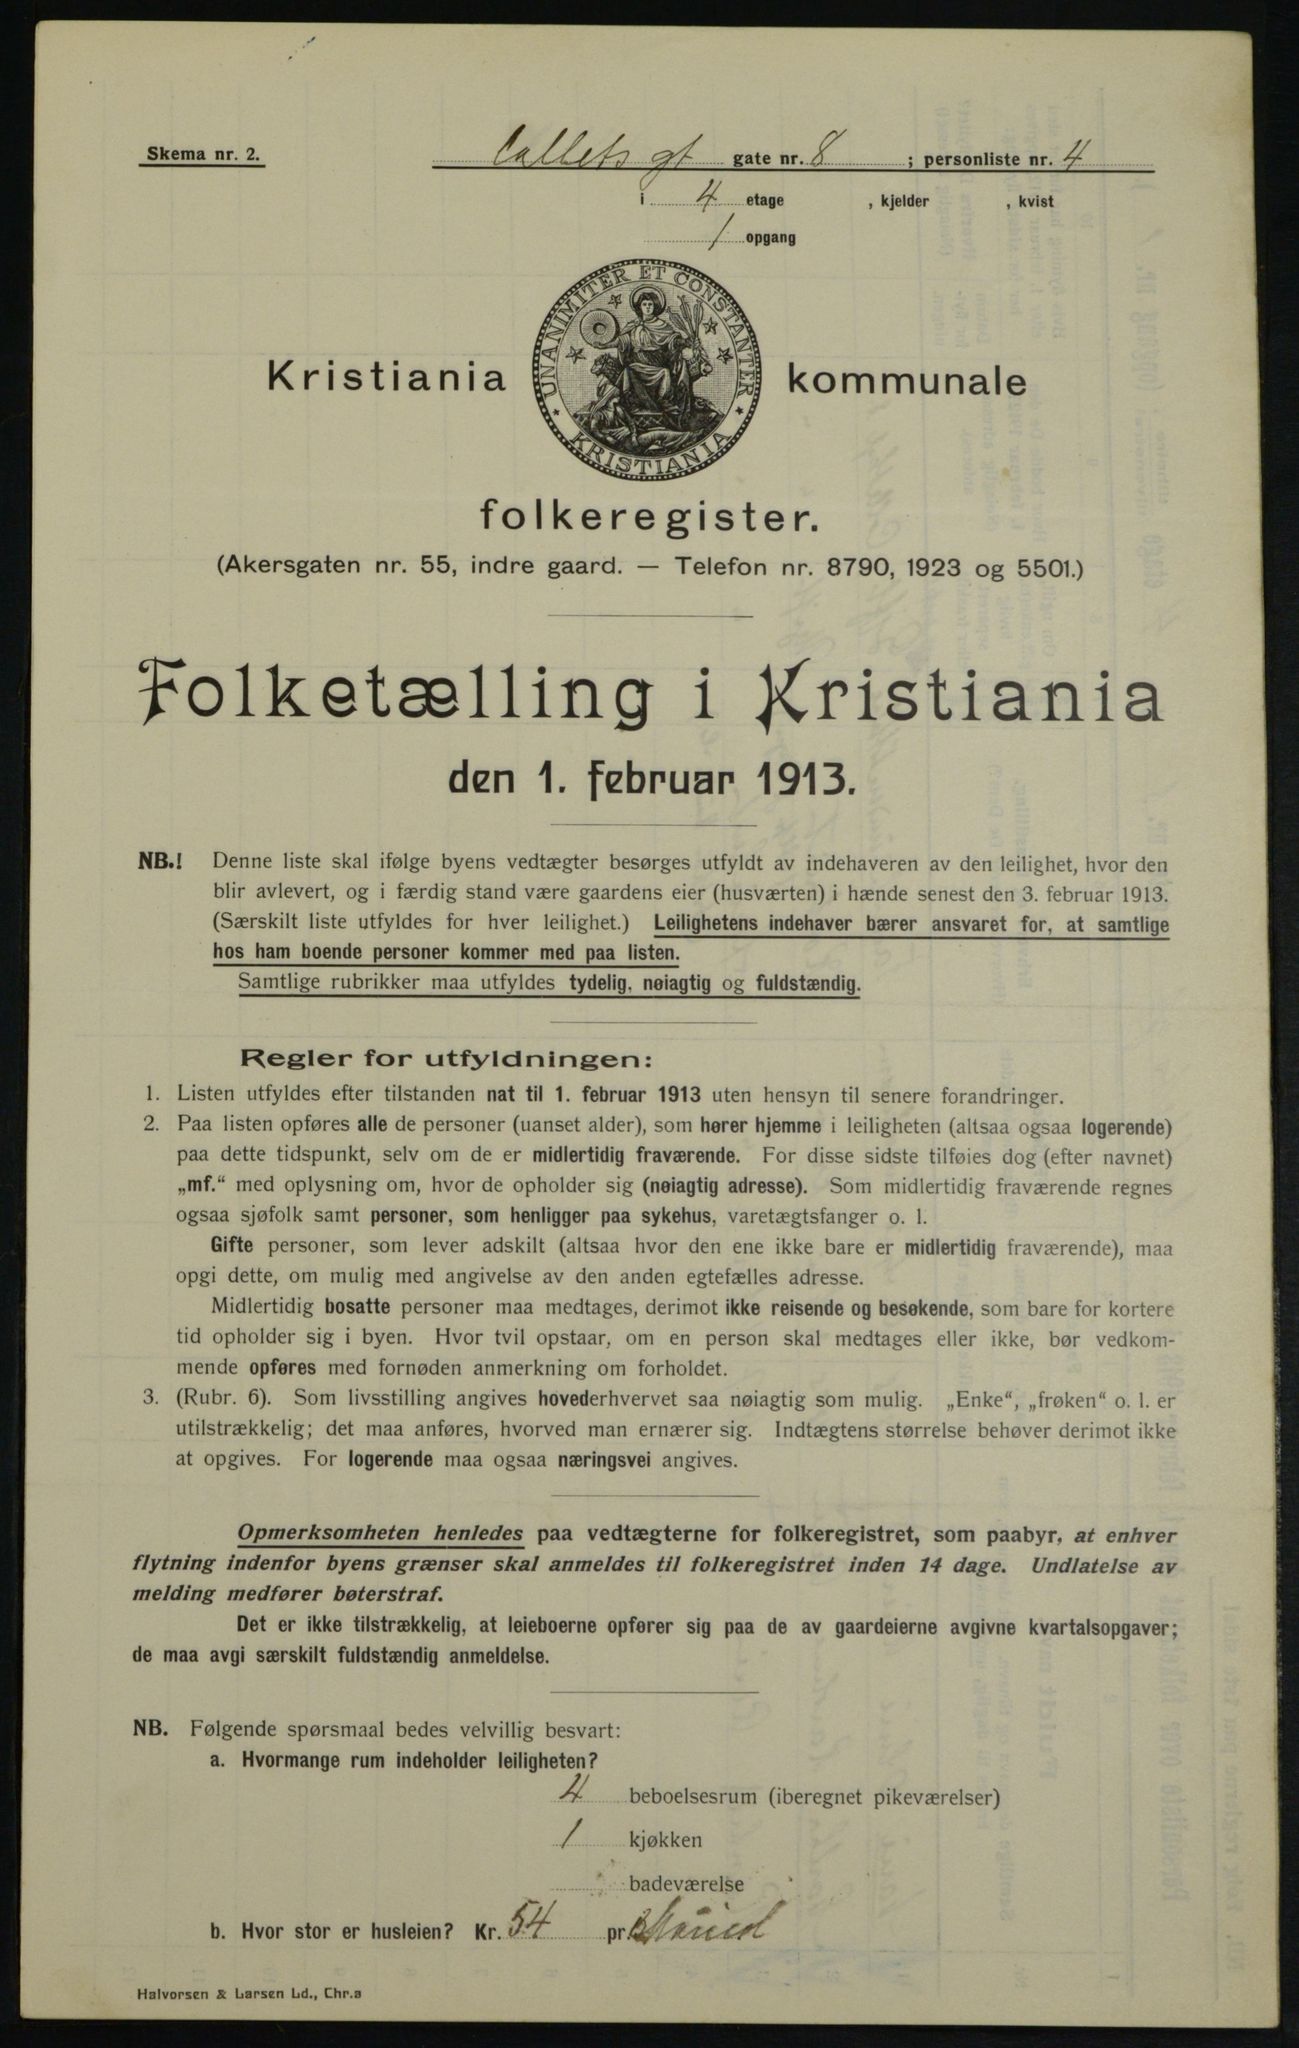 Skema nr. 2.
Colletts gt gate nr. 8 ; personliste nr. 4
i 4 etage , kjelder , kvist
1 opgang
UNANIMITER ET CONSTANTER
KRISTIANIA
Kristiania kommunale
folkeregister.
(Akersgaten nr. 55, indre gaard. — Telefon nr. 8790, 1923 og 5501.)
Folketælling i Kristiania
den 1. februar 1913.
NB.! Denne liste skal ifølge byens vedtægter besørges utfyldt av indehaveren av den leilighet, hvor den
blir avlevert, og i færdig stand være gaardens eier (husværten) i hænde senest den 3. februar 1913.
(Særskilt liste utfyldes for hver leilighet.) Leilighetens indehaver bærer ansvaret for, at samtlige
hos ham boende personer kommer med paa listen.
Samtlige rubrikker maa utfyldes tydelig, nøiagtig og fuldstændig.
Regler for utfyldningen:
1. Listen utfyldes efter tilstanden nat til 1. februar 1913 uten hensyn til senere forandringer.
2. Paa listen opføres alle de personer (uanset alder), som hører hjemme i leiligheten (altsaa ogsaa logerende)
paa dette tidspunkt, selv om de er midlertidig fraværende. For disse sidste tilføies dog (efter navnet)
„mf.“ med oplysning om, hvor de opholder sig (nøiagtig adresse). Som midlertidig fraværende regnes
ogsaa sjøfolk samt personer, som henligger paa sykehus, varetægtsfanger o. l.
Gifte personer, som lever adskilt (altsaa hvor den ene ikke bare er midlertidig fraværende), maa
opgi dette, om mulig med angivelse av den anden egtefælles adresse.
Midlertidig bosatte personer maa medtages, derimot ikke reisende og besøkende, som bare for kortere
tid opholder sig i byen. Hvor tvil opstaar, om en person skal medtages eller ikke, bør vedkom-
mende opføres med fornøden anmerkning om forholdet.
3. (Rubr. 6). Som livsstilling angives hovederhvervet saa nøiagtig som mulig. „Enke“, „frøken“ o. l. er
utilstrækkelig; det maa anføres, hvorved man ernærer sig. Indtægtens størrelse behøver derimot ikke
at opgives. For logerende maa ogsaa næringsvei angives.
Opmerksomheten henledes paa vedtægterne for folkeregistret, som paabyr, at enhver
flytning indenfor byens grænser skal anmeldes til folkeregistret inden 14 dage. Undlatelse av
melding medfører bøterstraf.
Det er ikke tilstrækkelig, at leieboerne opfører sig paa de av gaardeierne avgivne kvartalsopgaver;
de maa avgi særskilt fuldstændig anmeldelse.
NB. Følgende spørsmaal bedes velvillig besvart:
a. Hvormange rum indeholder leiligheten?
4 beboelsesrum (iberegnet pikeværelser)
1 kjøkken
badeværelse
b. Hvor stor er husleien? Kr. 54 pr. Maaned
Halvorsen & Larsen Ld., Chr.a